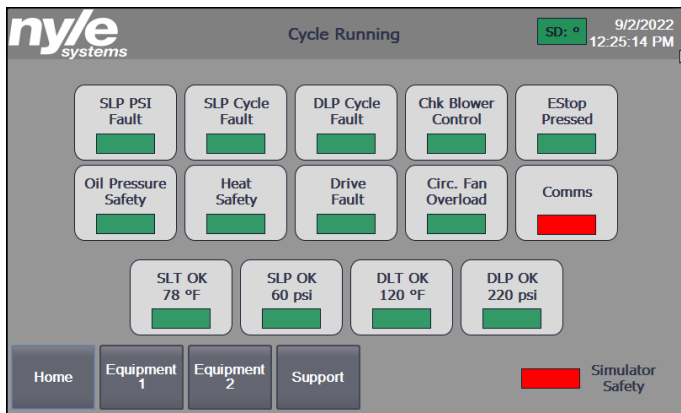 nyle
systems
Cycle Running
SD: º
9/2/2022
12:25:14 PM
SLP PSI
Fault
SLP Cycle
Fault
DLP Cycle
Fault
Chk Blower
Control
EStop
Pressed
Oil Pressure
Safety
Heat
Safety
Drive
Fault
Circ. Fan
Overload
Comms
SLT OK
78 ºF
SLP OK
60 psi
DLT OK
120 ºF
DLP OK
220 psi
Home
Equipment
1
Equipment
2
Support
Simulator
Safety